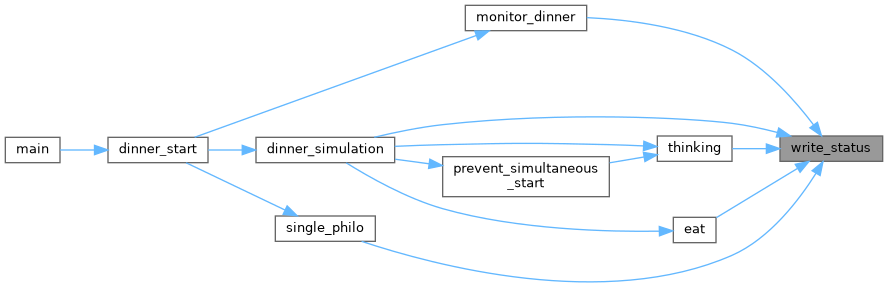 monitor_dinner
main
dinner_start
dinner_simulation
thinking
write_status
prevent_simultaneous
_start
single_philo
eat